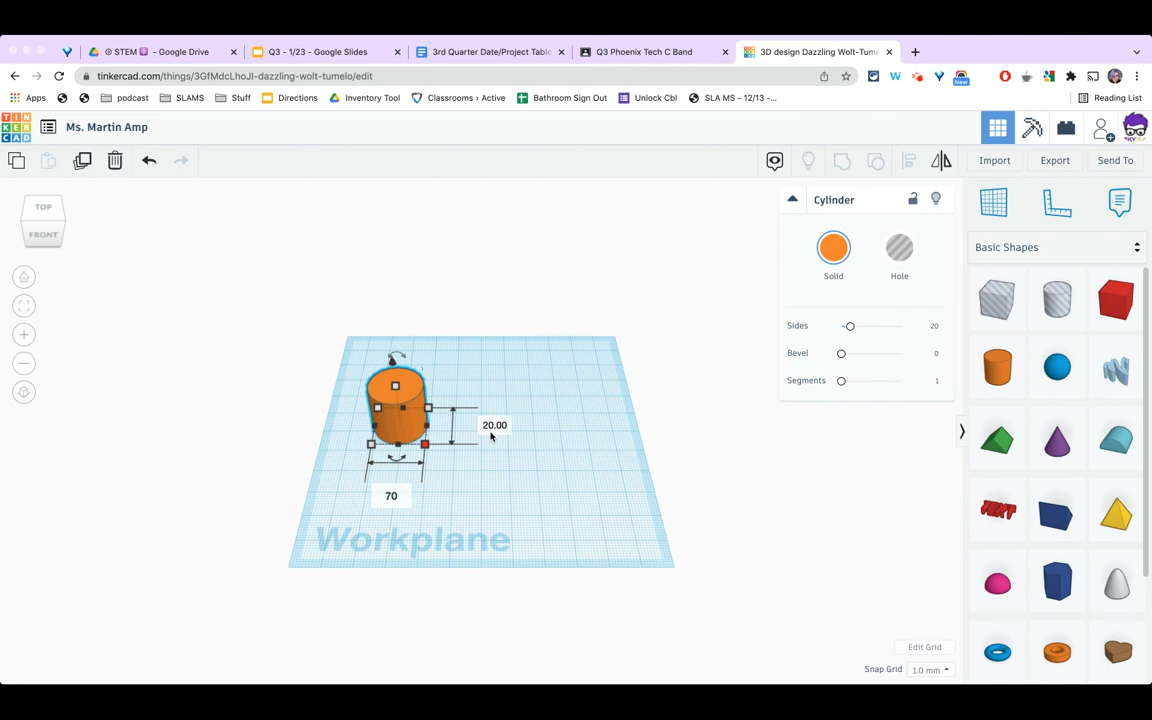 STEM - Google Drive
Q3 - 1/23 - Google Slides
3rd Quarter Date/Project Table
Q3 Phoenix Tech C Band
3D design Dazzling Wolt-Tume
tinkercad.com/things/3GfMdcLhoJI-dazzling-wolt-tumelo/edit
New
Apps
podcast
SLAMS
Stuff
Directions
Inventory Tool
Classrooms > Active
Bathroom Sign Out
Unlock Cbl
SLA MS - 12/13 -...
Reading List
TIN
KER
CAD
Ms. Martin Amp
Import
Export
Send To
TOP
FRONT
Cylinder
Solid
Hole
Sides
20
Bevel
0
Segments
1
Basic Shapes
20.00
70
Workplane
Edit Grid
Snap Grid
1.0 mm